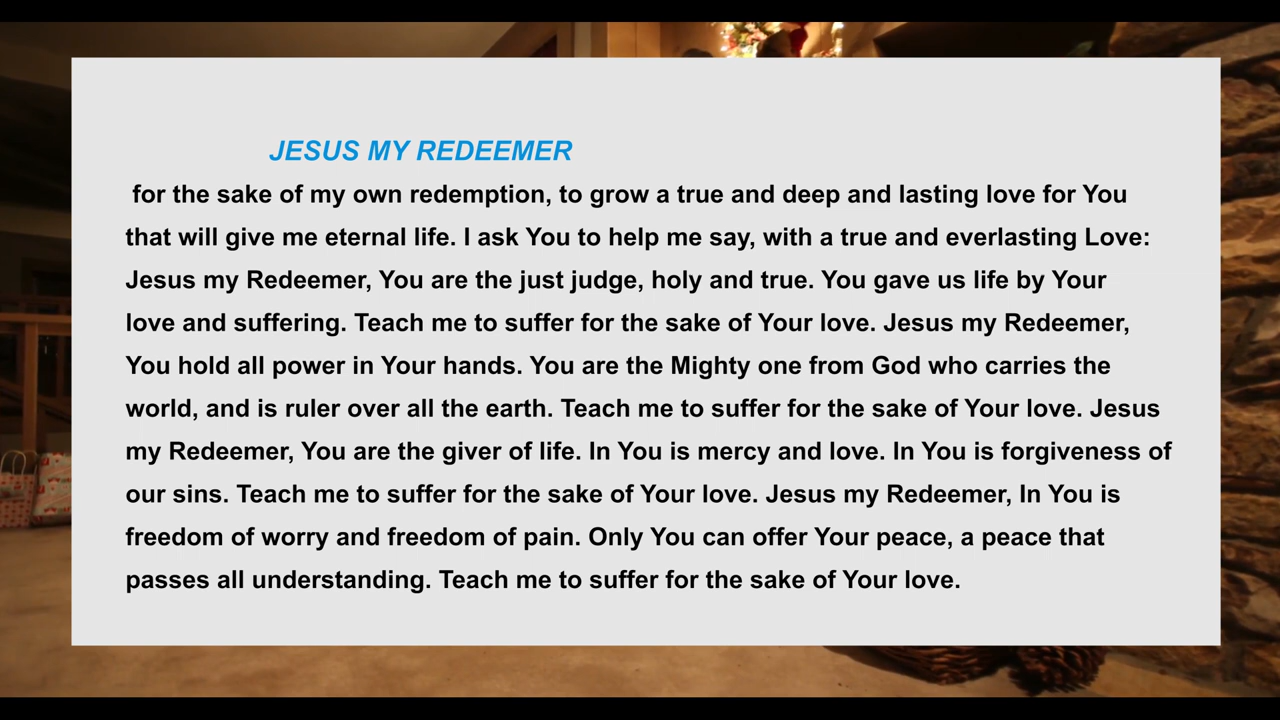 JESUS MY REDEEMER
for the sake of my own redemption, to grow a true and deep and lasting love for You
that will give me eternal life. I ask You to help me say, with a true and everlasting Love:
Jesus my Redeemer, You are the just judge, holy and true. You gave us life by Your
love and suffering. Teach me to suffer for the sake of Your love. Jesus my Redeemer,
You hold all power in Your hands. You are the Mighty one from God who carries the
world, and is ruler over all the earth. Teach me to suffer for the sake of Your love. Jesus
my Redeemer, You are the giver of life. In You is mercy and love. In You is forgiveness of
our sins. Teach me to suffer for the sake of Your love. Jesus my Redeemer, In You is
freedom of worry and freedom of pain. Only You can offer Your peace, a peace that
passes all understanding. Teach me to suffer for the sake of Your love.